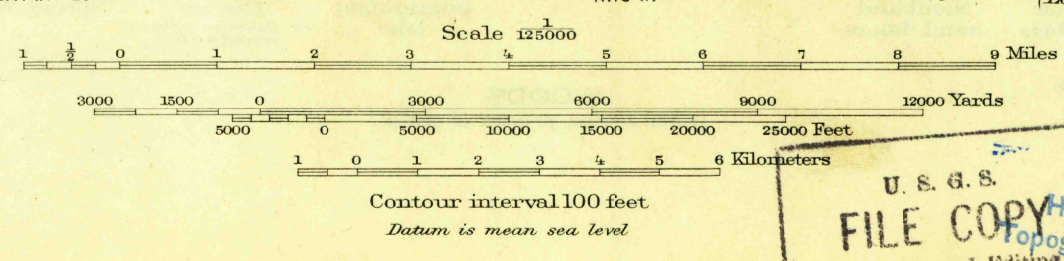 Scale 1/125000
1 ½ 0 1 2 3 4 5 6 7 8 9 Miles
3000 1500 0 3000 6000 9000 12000 Yards
5000 0 5000 10000 15000 20000 25000 Feet
1 0 1 2 3 4 5 6 Kilometers
Contour interval 100 feet
Datum is mean sea level
U. S. G. S.
FILE COPY
Topog